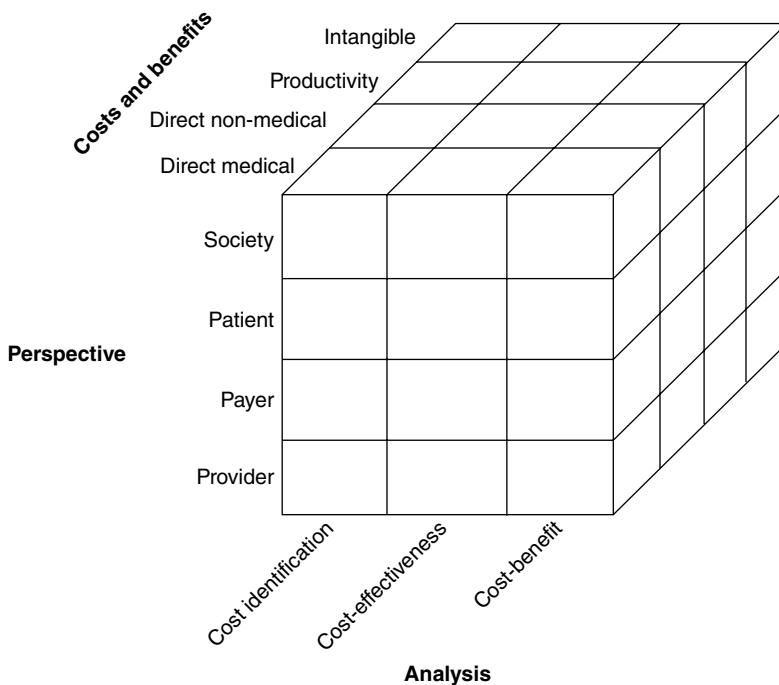 Costs and benefits
Intangible
Productivity
Direct non-medical
Direct medical
Society
Patient
Perspective
Payer
Provider
Cost identification
Cost-effectiveness
Cost-benefit
Analysis